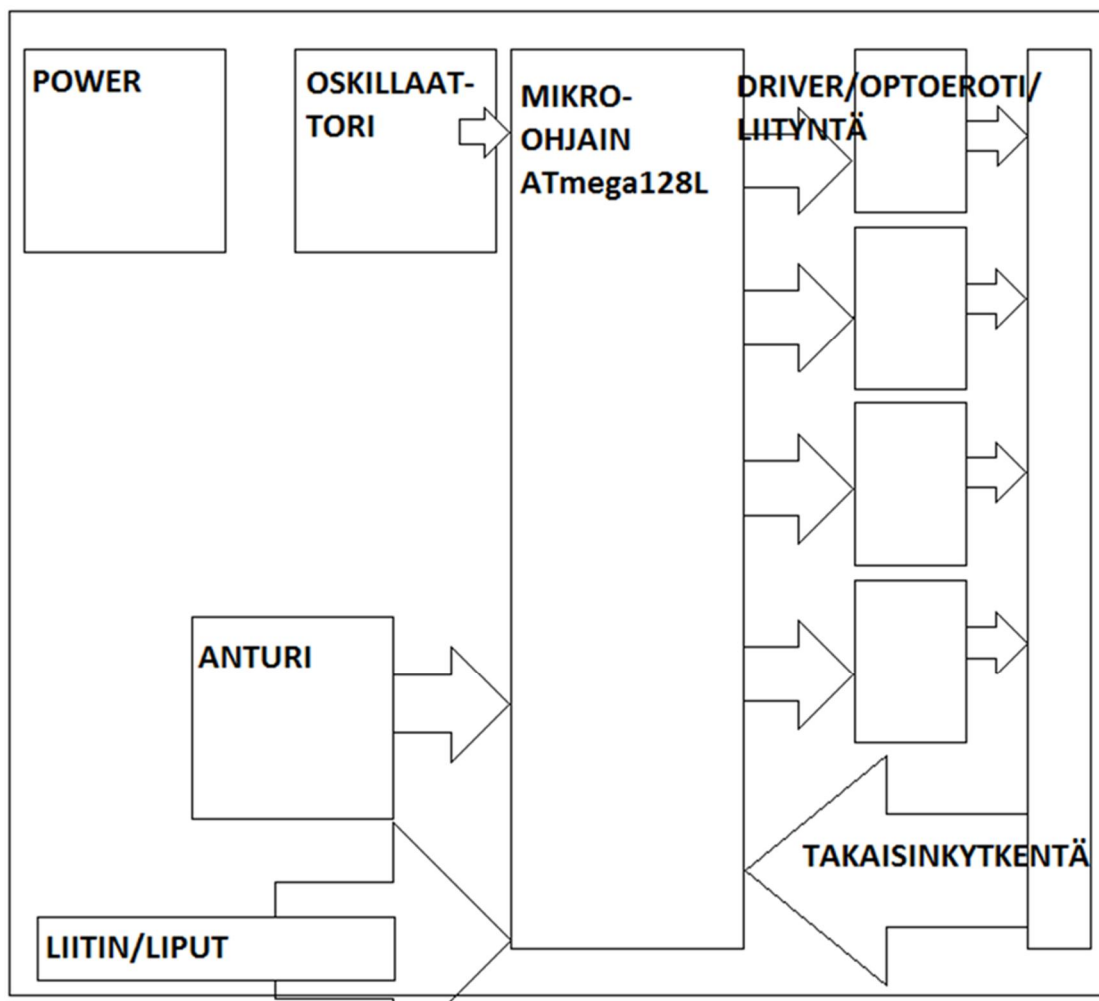 POWER
OSKILLAAT-
TORI
MIKRO-
OHJAIN
ATmega128L
DRIVER/OPTOEROTI/
LIITYNTÄ
ANTURI
TAKAISINKYTKENTÄ
LIITIN/LIPUT